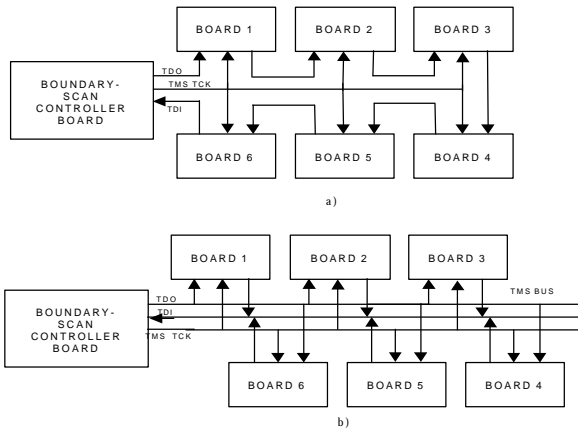 BOARD 1
BOARD 2
BOARD 3
BOUNDARY-
SCAN
CONTROLLER
BOARD
TDO
TMS TCK
TDI
BOARD 6
BOARD 5
BOARD 4
a)
BOARD 1
BOARD 2
BOARD 3
TMS BUS
BOUNDARY-
SCAN
CONTROLLER
BOARD
TDO
TDI
TMS TCK
BOARD 6
BOARD 5
BOARD 4
b)